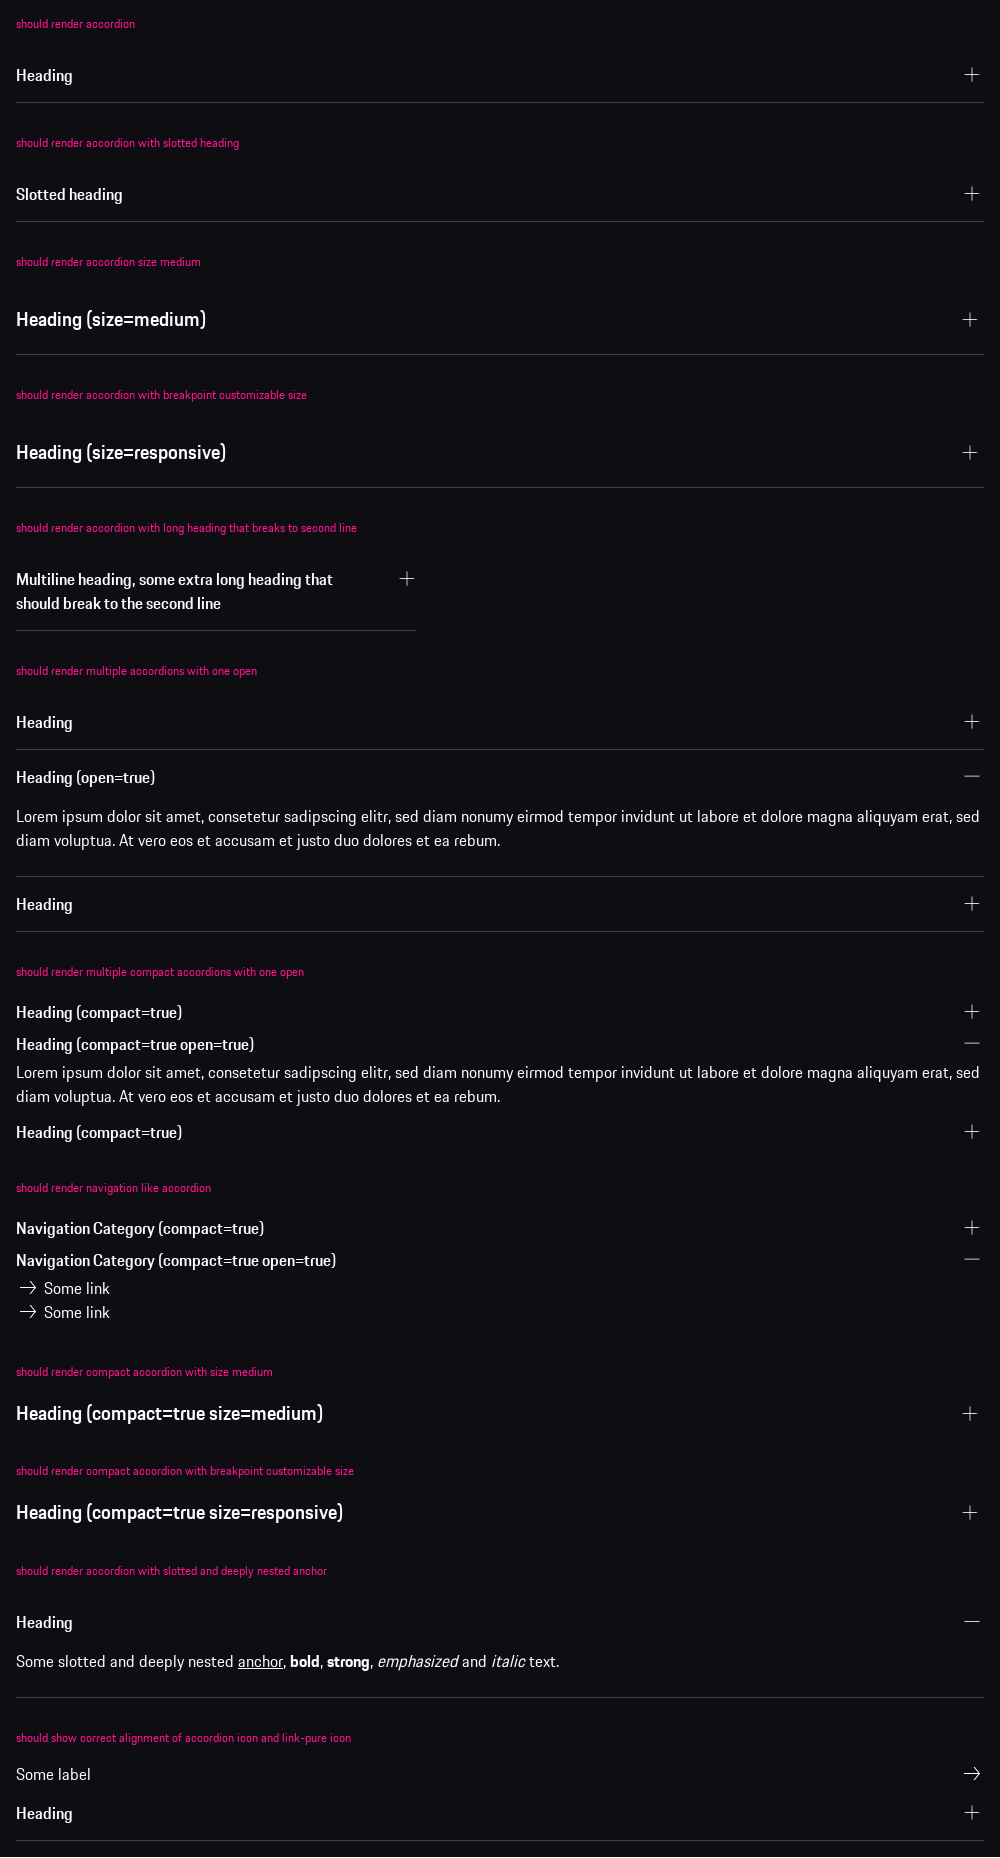 should render accordion
Heading
should render accordion with slotted heading
Slotted heading
should render accordion size medium
Heading (size=medium)
should render accordion with breakpoint customizable size
Heading (size=responsive)
should render accordion with long heading that breaks to second line
Multiline heading, some extra long heading that
should break to the second line
should render multiple accordions with one open
Heading
Heading (open=true)
Lorem ipsum dolor sit amet, consetetur sadipscing elitr, sed diam nonumy eirmod tempor invidunt ut labore et dolore magna aliquyam erat, sed
diam voluptua. At vero eos et accusam et justo duo dolores et ea rebum.
Heading
should render multiple compact accordions with one open
Heading (compact=true)
Heading (compact=true open=true)
Lorem ipsum dolor sit amet, consetetur sadipscing elitr, sed diam nonumy eirmod tempor invidunt ut labore et dolore magna aliquyam erat, sed
diam voluptua. At vero eos et accusam et justo duo dolores et ea rebum.
Heading (compact=true)
should render navigation like accordion
Navigation Category (compact=true)
Navigation Category (compact=true open=true)
Some link
Some link
should render compact accordion with size medium
Heading (compact=true size=medium)
should render compact accordion with breakpoint customizable size
Heading (compact=true size=responsive)
should render accordion with slotted and deeply nested anchor
Heading
Some slotted and deeply nested anchor, bold, strong, emphasized and italic text.
should show correct alignment of accordion icon and link-pure icon
Some label
Heading